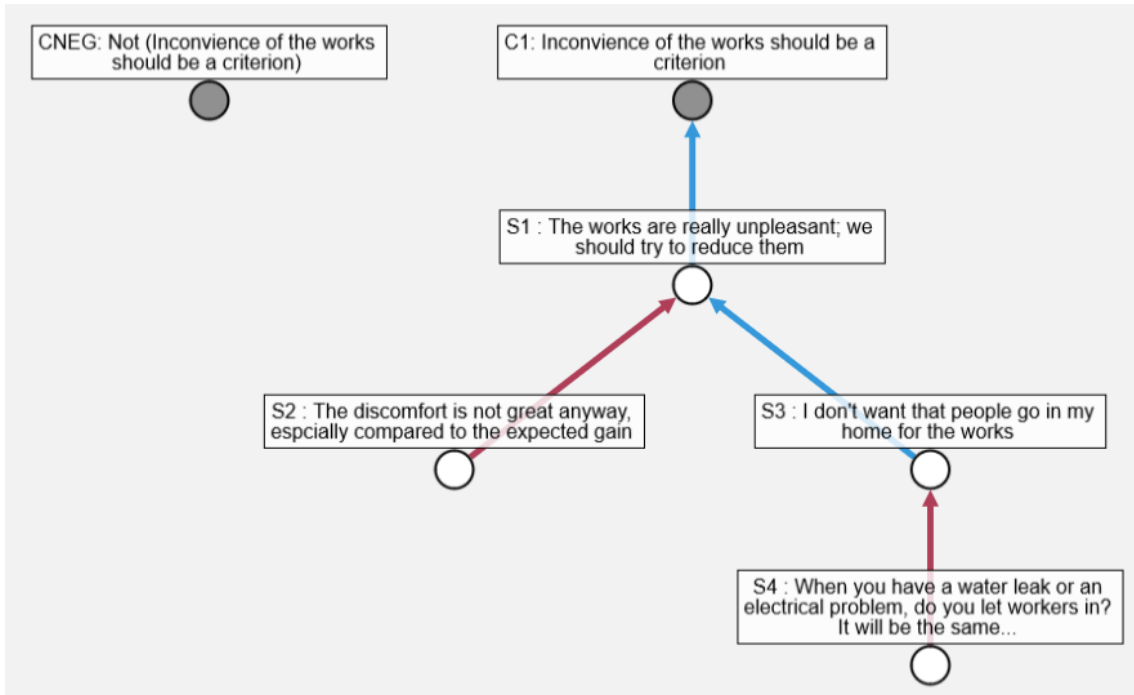 CNEG: Not (Inconvience of the works
should be a criterion)
C1: Inconvience of the works should be a
criterion
S1 : The works are really unpleasant; we
should try to reduce them
S2 : The discomfort is not great anyway,
espcially compared to the expected gain
S3 : I don't want that people go in my
home for the works
S4 : When you have a water leak or an
electrical problem, do you let workers in?
It will be the same...